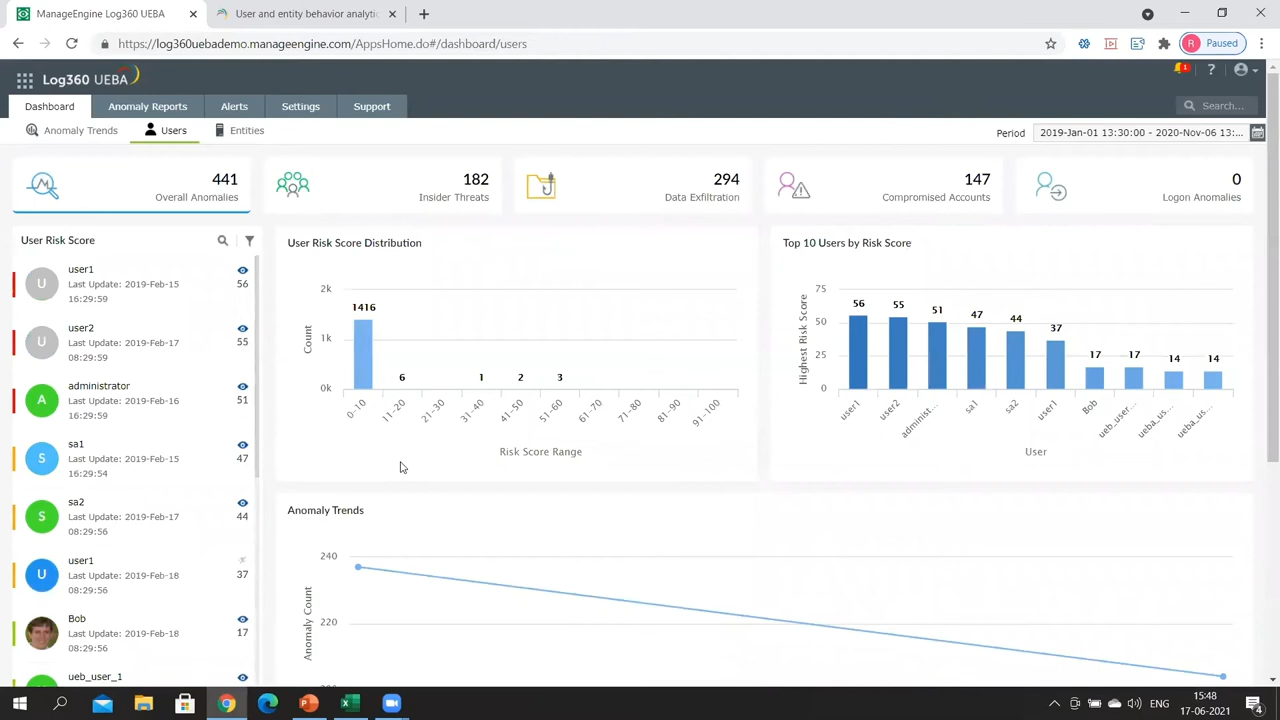 ManageEngine Log360 UEBA
User and entity behavior analytic
https://log360uebademo.manageengine.com/AppsHome.do#/dashboard/users
R Paused
Log360 UEBA
1
?
Dashboard
Anomaly Reports
Alerts
Settings
Support
Search...
Anomaly Trends
Users
Entities
Period
2019-Jan-01 13:30:00 - 2020-Nov-06 13:...
441
Overall Anomalies
182
Insider Threats
294
Data Exfiltration
147
Compromised Accounts
0
Logon Anomalies
User Risk Score
U
user1
Last Update: 2019-Feb-15
16:29:59
56
U
user2
Last Update: 2019-Feb-17
08:29:59
55
A
administrator
Last Update: 2019-Feb-16
16:29:59
51
S
sa1
Last Update: 2019-Feb-15
16:29:54
47
S
sa2
Last Update: 2019-Feb-17
08:29:56
44
U
user1
Last Update: 2019-Feb-18
08:29:56
37
Bob
Last Update: 2019-Feb-18
08:29:56
17
ueb_user_1
User Risk Score Distribution
Count
2k
1k
0k
1416
6
1
2
3
0-10
11-20
21-30
31-40
41-50
51-60
61-70
71-80
81-90
91-100
Risk Score Range
Top 10 Users by Risk Score
Highest Risk Score
75
50
25
0
56
55
51
47
44
37
17
17
14
14
user1
user2
administ...
sa1
sa2
user1
Bob
ueb_user...
ueba_us...
ueba_us...
User
Anomaly Trends
Anomaly Count
240
220
15:48
ENG
17-06-2021
4